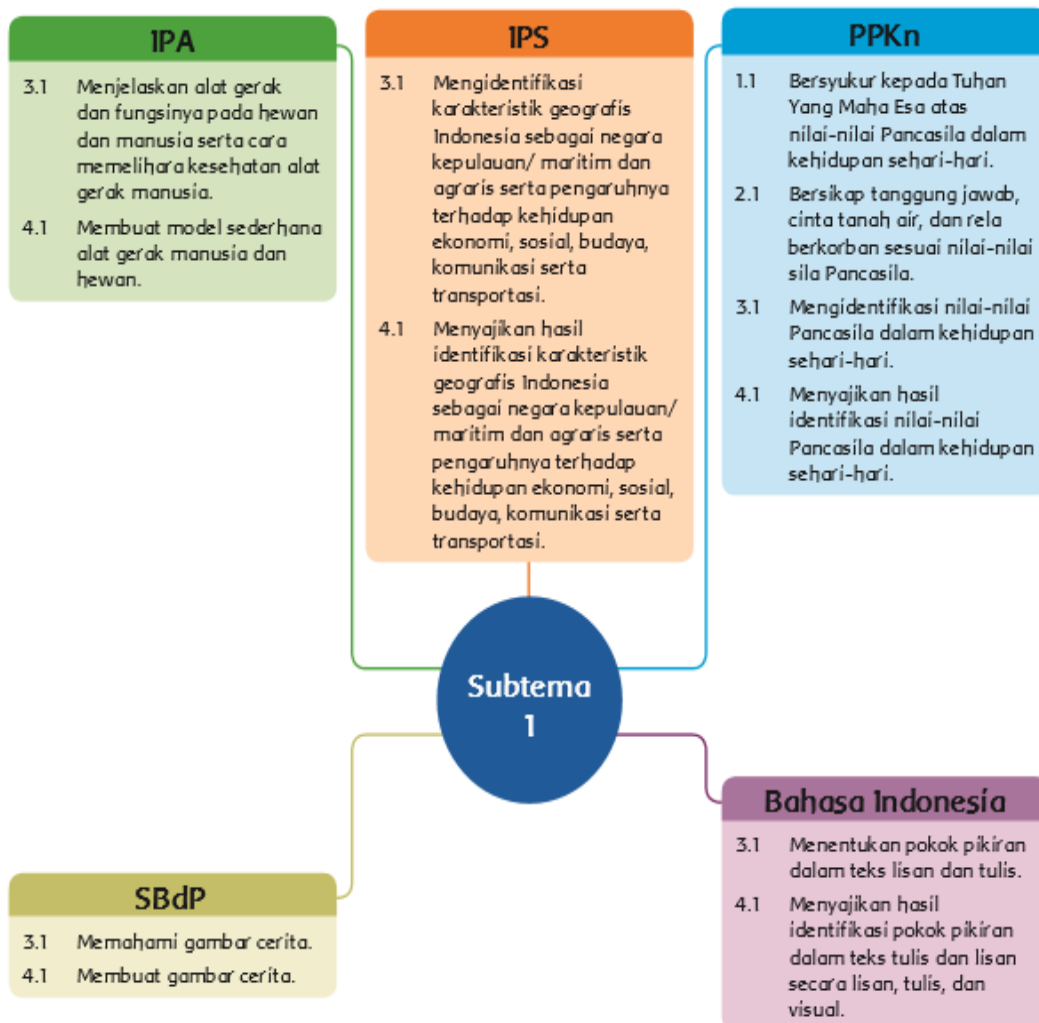 IPA
3.1 Menjelaskan alat gerak
dan fungsinya pada hewan
dan manusia serta cara
memelihara kesehatan alat
gerak manusia.
4.1 Membuat model sederhana
alat gerak manusia dan
hewan.
IPS
3.1 Mengidentifikasi
karakteristik geografis
Indonesia sebagai negara
kepulauan/ maritim dan
agraris serta pengaruhnya
terhadap kehidupan
ekonomi, sosial, budaya,
komunikasi serta
transportasi.
4.1 Menyajikan hasil
identifikasi karakteristik
geografis Indonesia
sebagai negara kepulauan/
maritim dan agraris serta
pengaruhnya terhadap
kehidupan ekonomi, sosial,
budaya, komunikasi serta
transportasi.
PPKn
1.1 Bersyukur kepada Tuhan
Yang Maha Esa atas
nilai-nilai Pancasila dalam
kehidupan sehari-hari.
2.1 Bersikap tanggung jawab,
cinta tanah air, dan rela
berkorban sesuai nilai-nilai
sila Pancasila.
3.1 Mengidentifikasi nilai-nilai
Pancasila dalam kehidupan
sehari-hari.
4.1 Menyajikan hasil
identifikasi nilai-nilai
Pancasila dalam kehidupan
sehari-hari.
Subtema
1
SBdP
3.1 Memahami gambar cerita.
4.1 Membuat gambar cerita.
Bahasa Indonesia
3.1 Menentukan pokok pikiran
dalam teks lisan dan tulis.
4.1 Menyajikan hasil
identifikasi pokok pikiran
dalam teks tulis dan lisan
secara lisan, tulis, dan
visual.